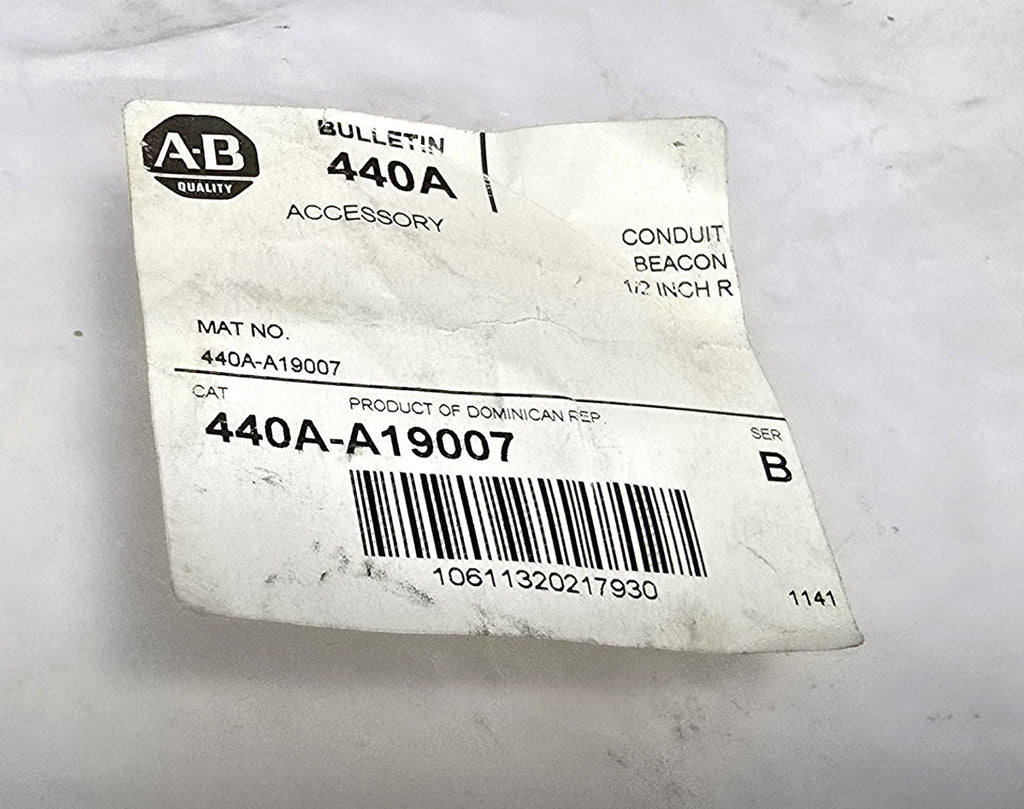 A-B
QUALITY
BULLETIN
440A
ACCESSORY
CONDUIT
BEACON
1/2 INCH R
MAT NO.
440A-A19007
CAT
PRODUCT OF DOMINICAN REP.
440A-A19007
SER
B
10611320217930
1141